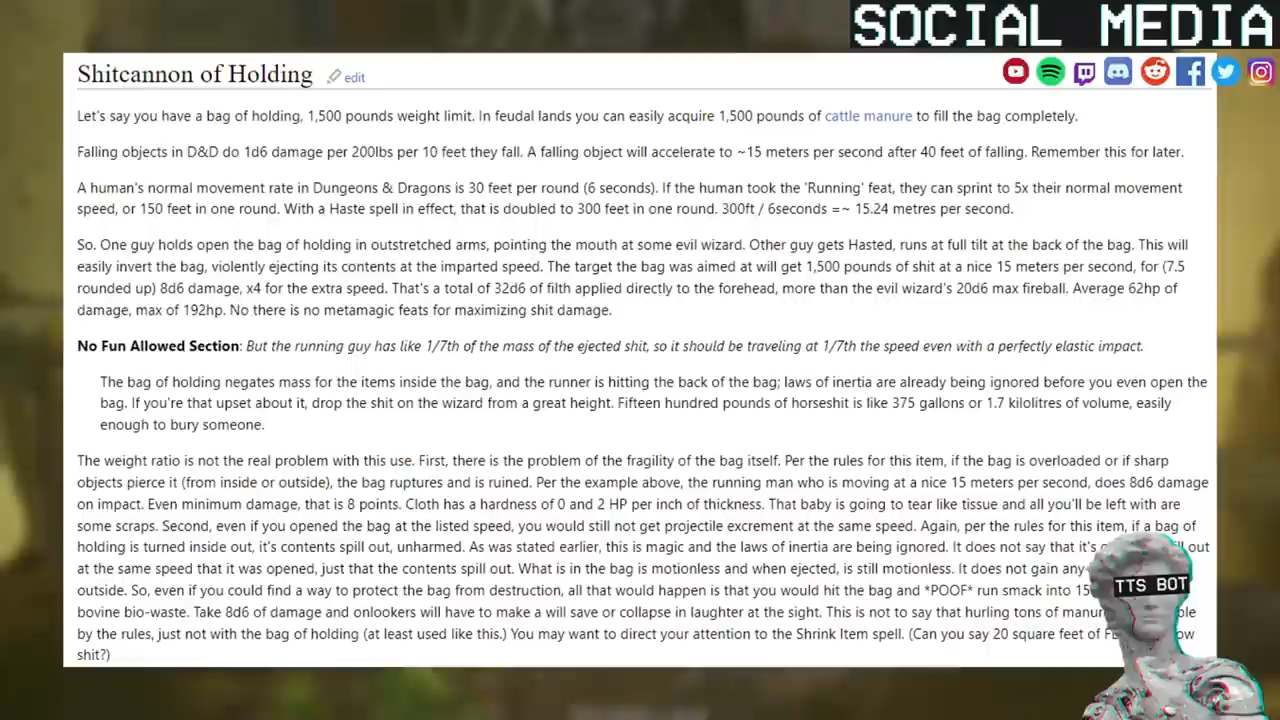 SOCIAL MEDIA
Shitcannon of Holding edit
Let's say you have a bag of holding, 1,500 pounds weight limit. In feudal lands you can easily acquire 1,500 pounds of cattle manure to fill the bag completely.
Falling objects in D&D do 1d6 damage per 200lbs per 10 feet they fall. A falling object will accelerate to ~15 meters per second after 40 feet of falling. Remember this for later.
A human's normal movement rate in Dungeons & Dragons is 30 feet per round (6 seconds). If the human took the 'Running' feat, they can sprint to 5x their normal movement
speed, or 150 feet in one round. With a Haste spell in effect, that is doubled to 300 feet in one round. 300ft / 6seconds =~ 15.24 metres per second.
So. One guy holds open the bag of holding in outstretched arms, pointing the mouth at some evil wizard. Other guy gets Hasted, runs at full tilt at the back of the bag. This will
easily invert the bag, violently ejecting its contents at the imparted speed. The target the bag was aimed at will get 1,500 pounds of shit at a nice 15 meters per second, for (7.5
rounded up) 8d6 damage, x4 for the extra speed. That's a total of 32d6 of filth applied directly to the forehead, more than the evil wizard's 20d6 max fireball. Average 62hp of
damage, max of 192hp. No there is no metamagic feats for maximizing shit damage.
No Fun Allowed Section: But the running guy has like 1/7th of the mass of the ejected shit, so it should be traveling at 1/7th the speed even with a perfectly elastic impact.
The bag of holding negates mass for the items inside the bag, and the runner is hitting the back of the bag; laws of inertia are already being ignored before you even open the
bag. If you're that upset about it, drop the shit on the wizard from a great height. Fifteen hundred pounds of horseshit is like 375 gallons or 1.7 kilolitres of volume, easily
enough to bury someone.
The weight ratio is not the real problem with this use. First, there is the problem of the fragility of the bag itself. Per the rules for this item, if the bag is overloaded or if sharp
objects pierce it (from inside or outside), the bag ruptures and is ruined. Per the example above, the running man who is moving at a nice 15 meters per second, does 8d6 damage
on impact. Even minimum damage, that is 8 points. Cloth has a hardness of 0 and 2 HP per inch of thickness. That baby is going to tear like tissue and all you'll be left with are
some scraps. Second, even if you opened the bag at the listed speed, you would still not get projectile excrement at the same speed. Again, per the rules for this item, if a bag of
holding is turned inside out, it's contents spill out, unharmed. As was stated earlier, this is magic and the laws of inertia are being ignored. It does not say that it's out
at the same speed that it was opened, just that the contents spill out. What is in the bag is motionless and when ejected, is still motionless. It does not gain any
outside. So, even if you could find a way to protect the bag from destruction, all that would happen is that you would hit the bag and *POOF* run smack into
bovine bio-waste. Take 8d6 of damage and onlookers will have to make a will save or collapse in laughter at the sight. This is not to say that hurling tons of
by the rules, just not with the bag of holding (at least used like this.) You may want to direct your attention to the Shrink Item spell. (Can you say 20 square feet of
shit?)
TTS BOT